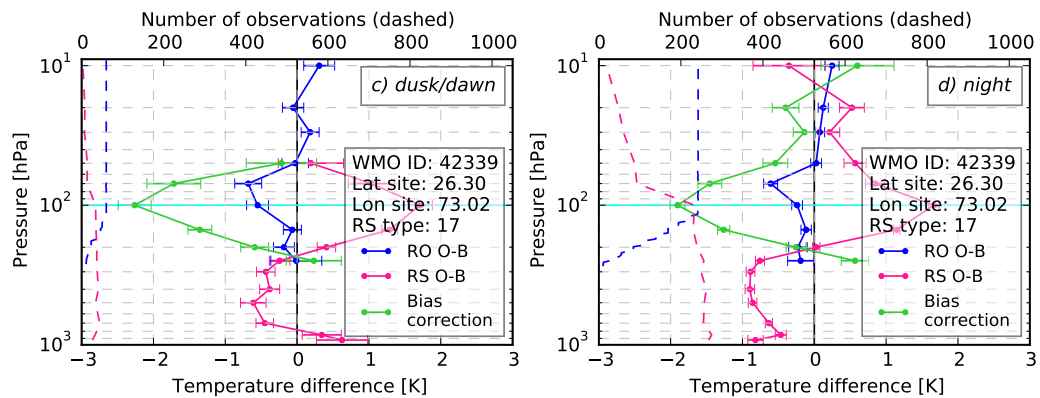 Number of observations (dashed)
0 200 400 600 800 1000
c) dusk/dawn
10¹
10²
10³
Pressure [hPa]
WMO ID: 42339
Lat site: 26.30
Lon site: 73.02
RS type: 17
RO O-B
RS O-B
Bias
correction
−3 −2 −1 0 1 2 3
Temperature difference [K]
Number of observations (dashed)
0 200 400 600 800 1000
d) night
10¹
10²
10³
Pressure [hPa]
WMO ID: 42339
Lat site: 26.30
Lon site: 73.02
RS type: 17
RO O-B
RS O-B
Bias
correction
−3 −2 −1 0 1 2 3
Temperature difference [K]